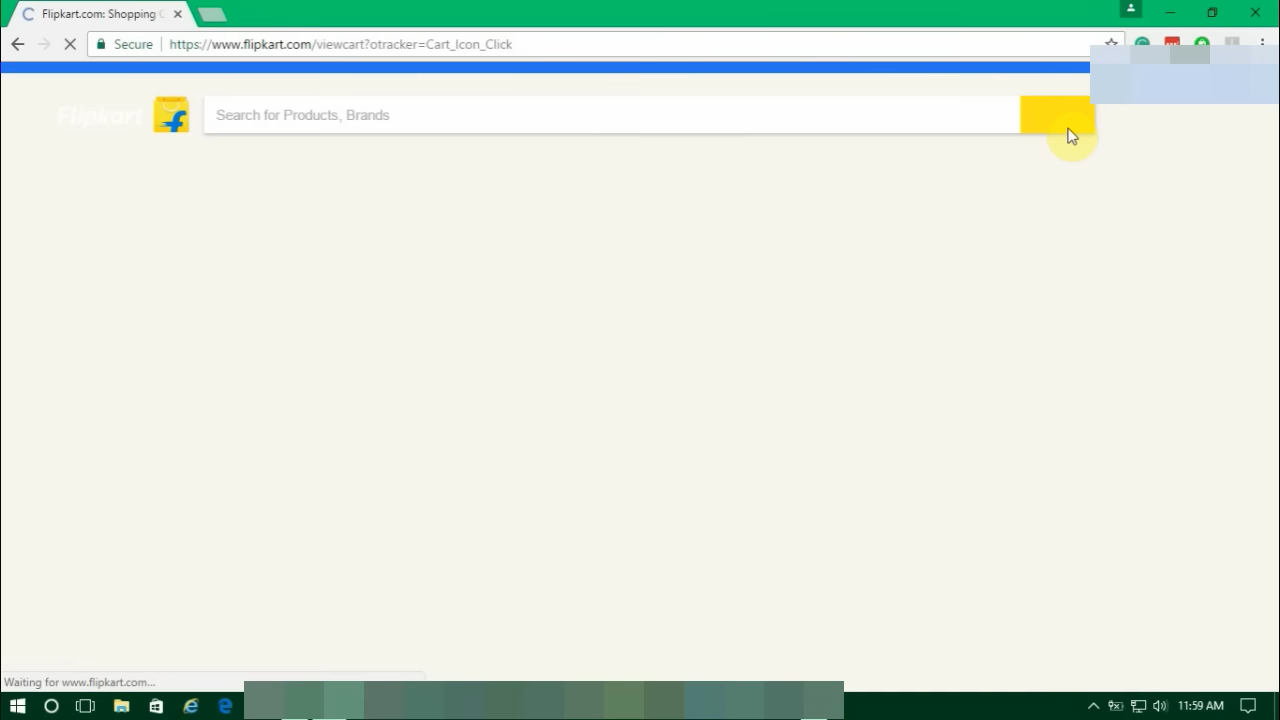 Flipkart.com: Shopping C
Secure
https://www.flipkart.com/viewcart?otracker=Cart_Icon_Click
Flipkart
Search for Products, Brands
Waiting for www.flipkart.com...
11:59 AM